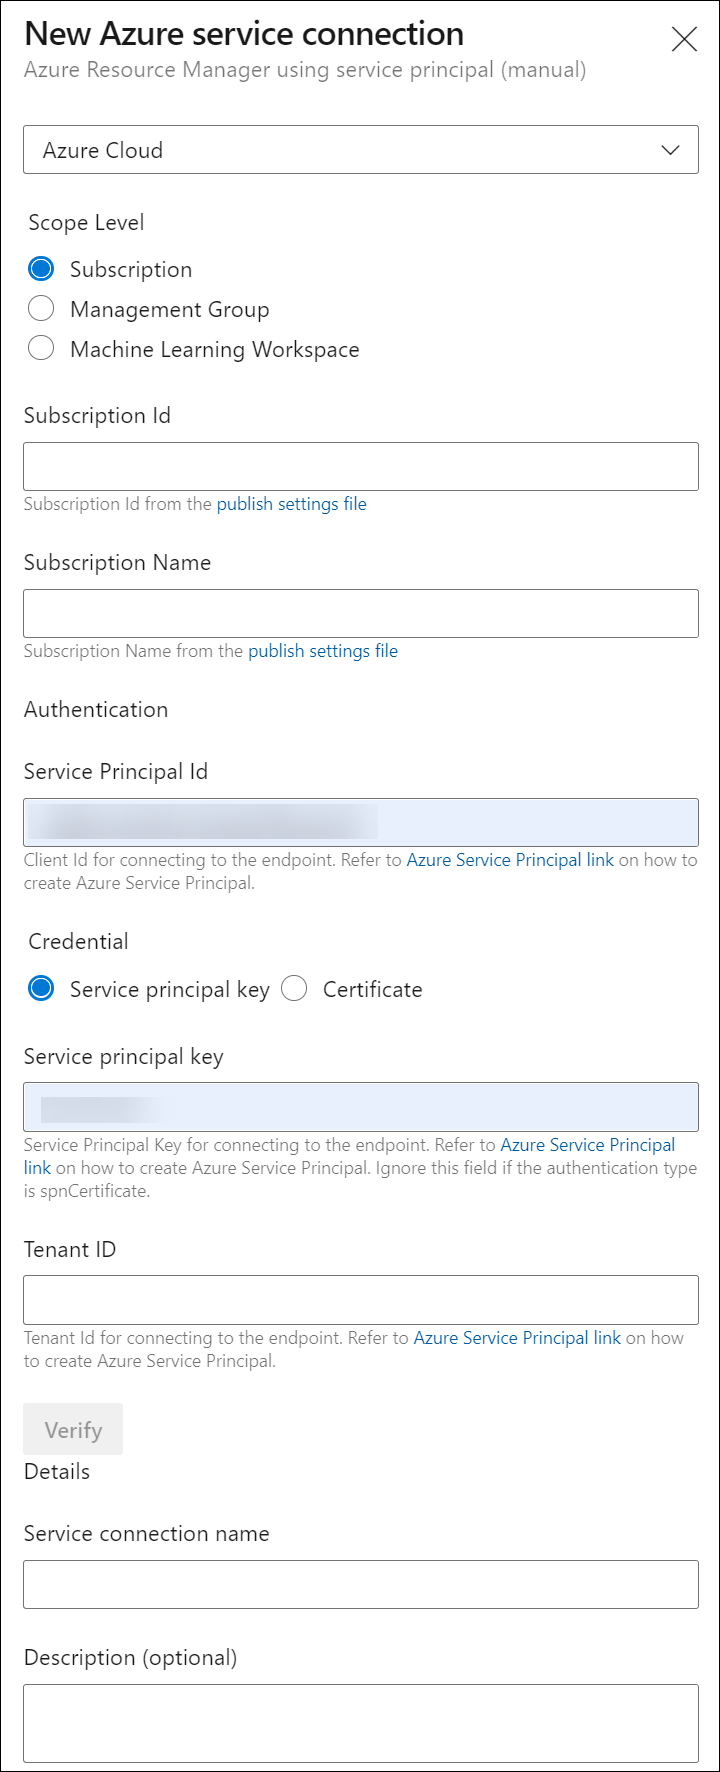 New Azure service connection
Azure Resource Manager using service principal (manual)
Azure Cloud
Scope Level
Subscription
Management Group
Machine Learning Workspace
Subscription Id
Subscription Id from the publish settings file
Subscription Name
Subscription Name from the publish settings file
Authentication
Service Principal Id
Client Id for connecting to the endpoint. Refer to Azure Service Principal link on how to
create Azure Service Principal.
Credential
Service principal key Certificate
Service principal key
Service Principal Key for connecting to the endpoint. Refer to Azure Service Principal
link on how to create Azure Service Principal. Ignore this field if the authentication type
is spnCertificate.
Tenant ID
Tenant Id for connecting to the endpoint. Refer to Azure Service Principal link on how
to create Azure Service Principal.
Verify
Details
Service connection name
Description (optional)